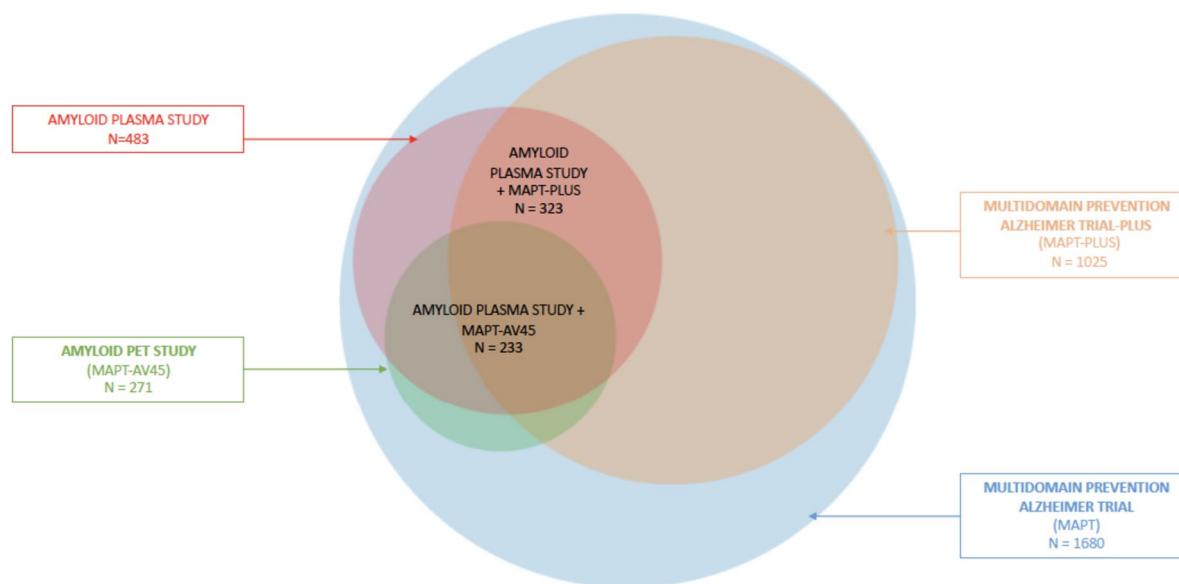 AMYLOID PLASMA STUDY
N=483
AMYLOID
PLASMA STUDY
+ MAPT-PLUS
N = 323
MULTIDOMAIN PREVENTION
ALZHEIMER TRIAL-PLUS
(MAPT-PLUS)
N = 1025
AMYLOID PLASMA STUDY +
MAPT-AV45
N = 233
AMYLOID PET STUDY
(MAPT-AV45)
N = 271
MULTIDOMAIN PREVENTION
ALZHEIMER TRIAL
(MAPT)
N = 1680